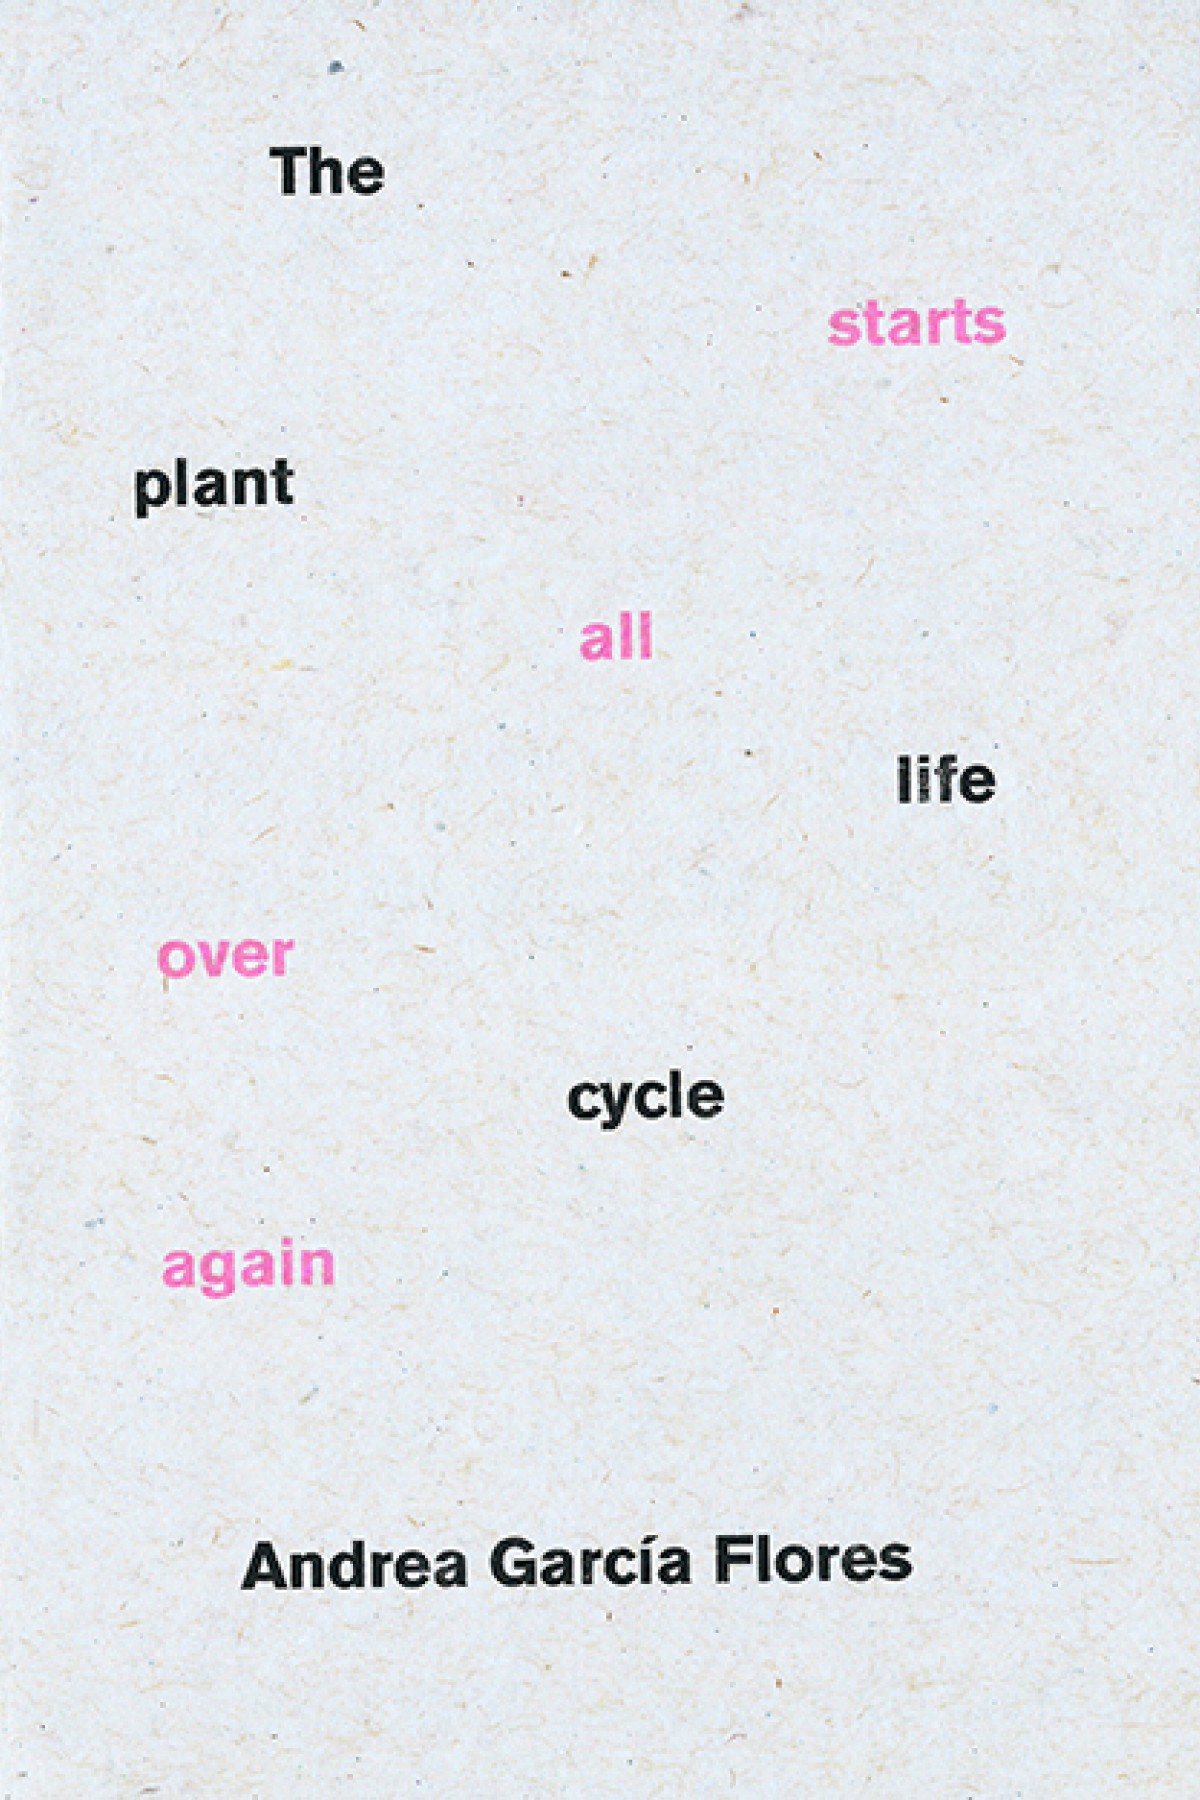 The
starts
plant
all
life
over
cycle
again
Andrea García Flores